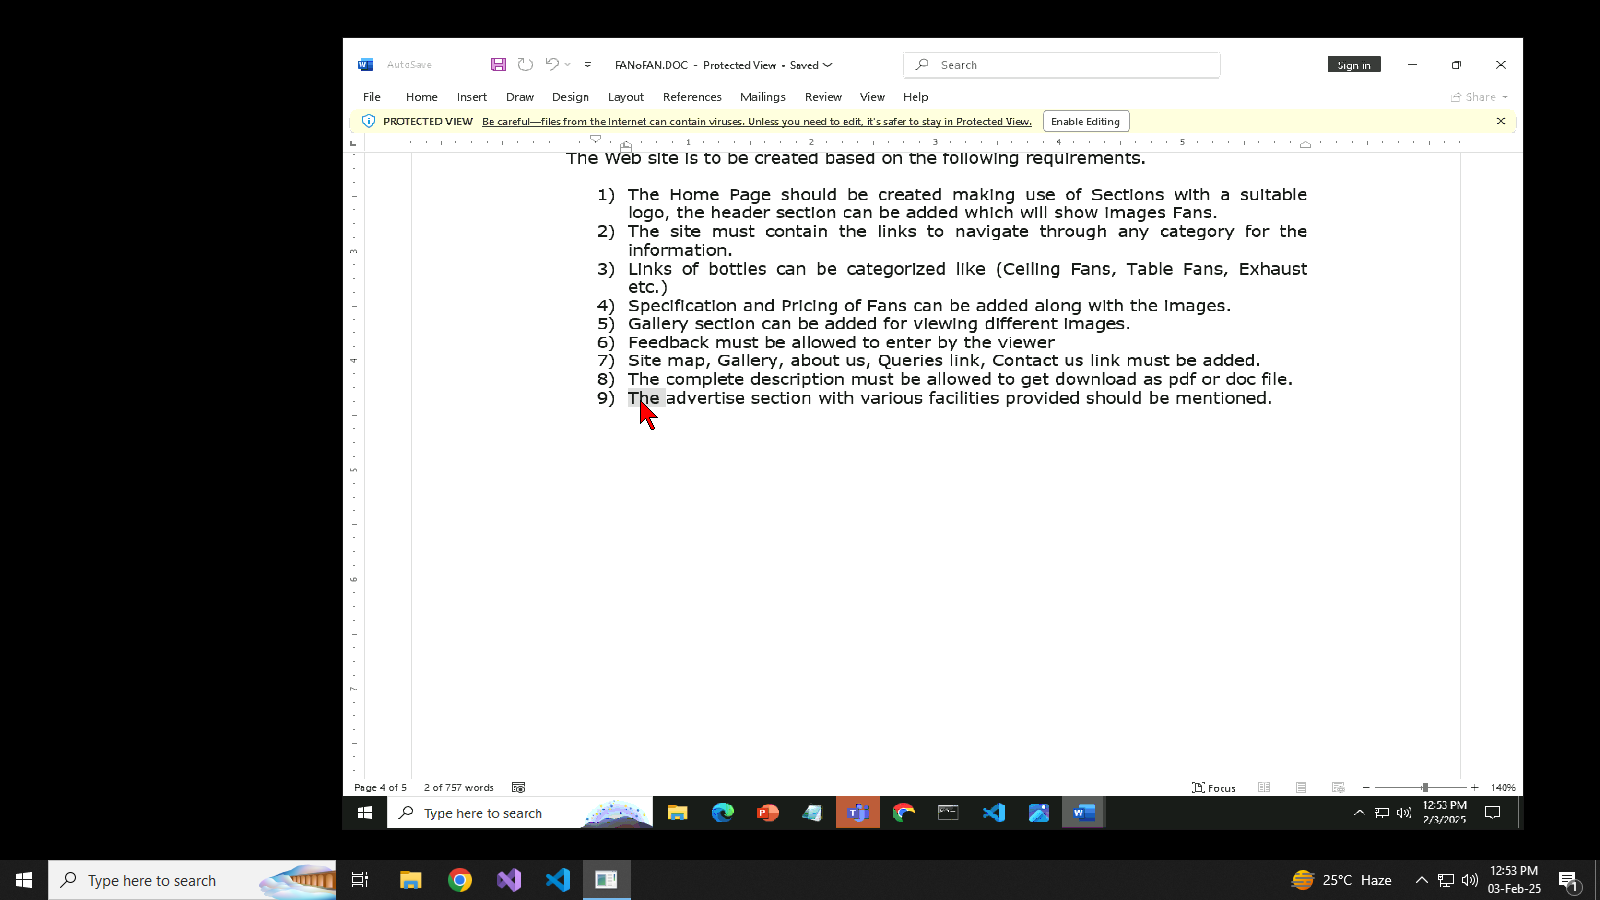 AutoSave
FANoFAN.DOC - Protected View • Saved
Search
Sign in
File Home Insert Draw Design Layout References Mailings Review View Help
Share
PROTECTED VIEW Be careful—files from the Internet can contain viruses. Unless you need to edit, it's safer to stay in Protected View. Enable Editing
1 2 3 4 5
The Web site is to be created based on the following requirements.
1) The Home Page should be created making use of Sections with a suitable
logo, the header section can be added which will show Images Fans.
2) The site must contain the links to navigate through any category for the
information.
3) Links of bottles can be categorized like (Ceiling Fans, Table Fans, Exhaust
etc.)
4) Specification and Pricing of Fans can be added along with the Images.
5) Gallery section can be added for viewing different images.
6) Feedback must be allowed to enter by the viewer
7) Site map, Gallery, about us, Queries link, Contact us link must be added.
8) The complete description must be allowed to get download as pdf or doc file.
9) The advertise section with various facilities provided should be mentioned.
3
4
5
6
7
Page 4 of 5 2 of 757 words
Focus
140%
Type here to search
12:53 PM
2/3/2025
Type here to search
25°C Haze
12:53 PM
03-Feb-25
1